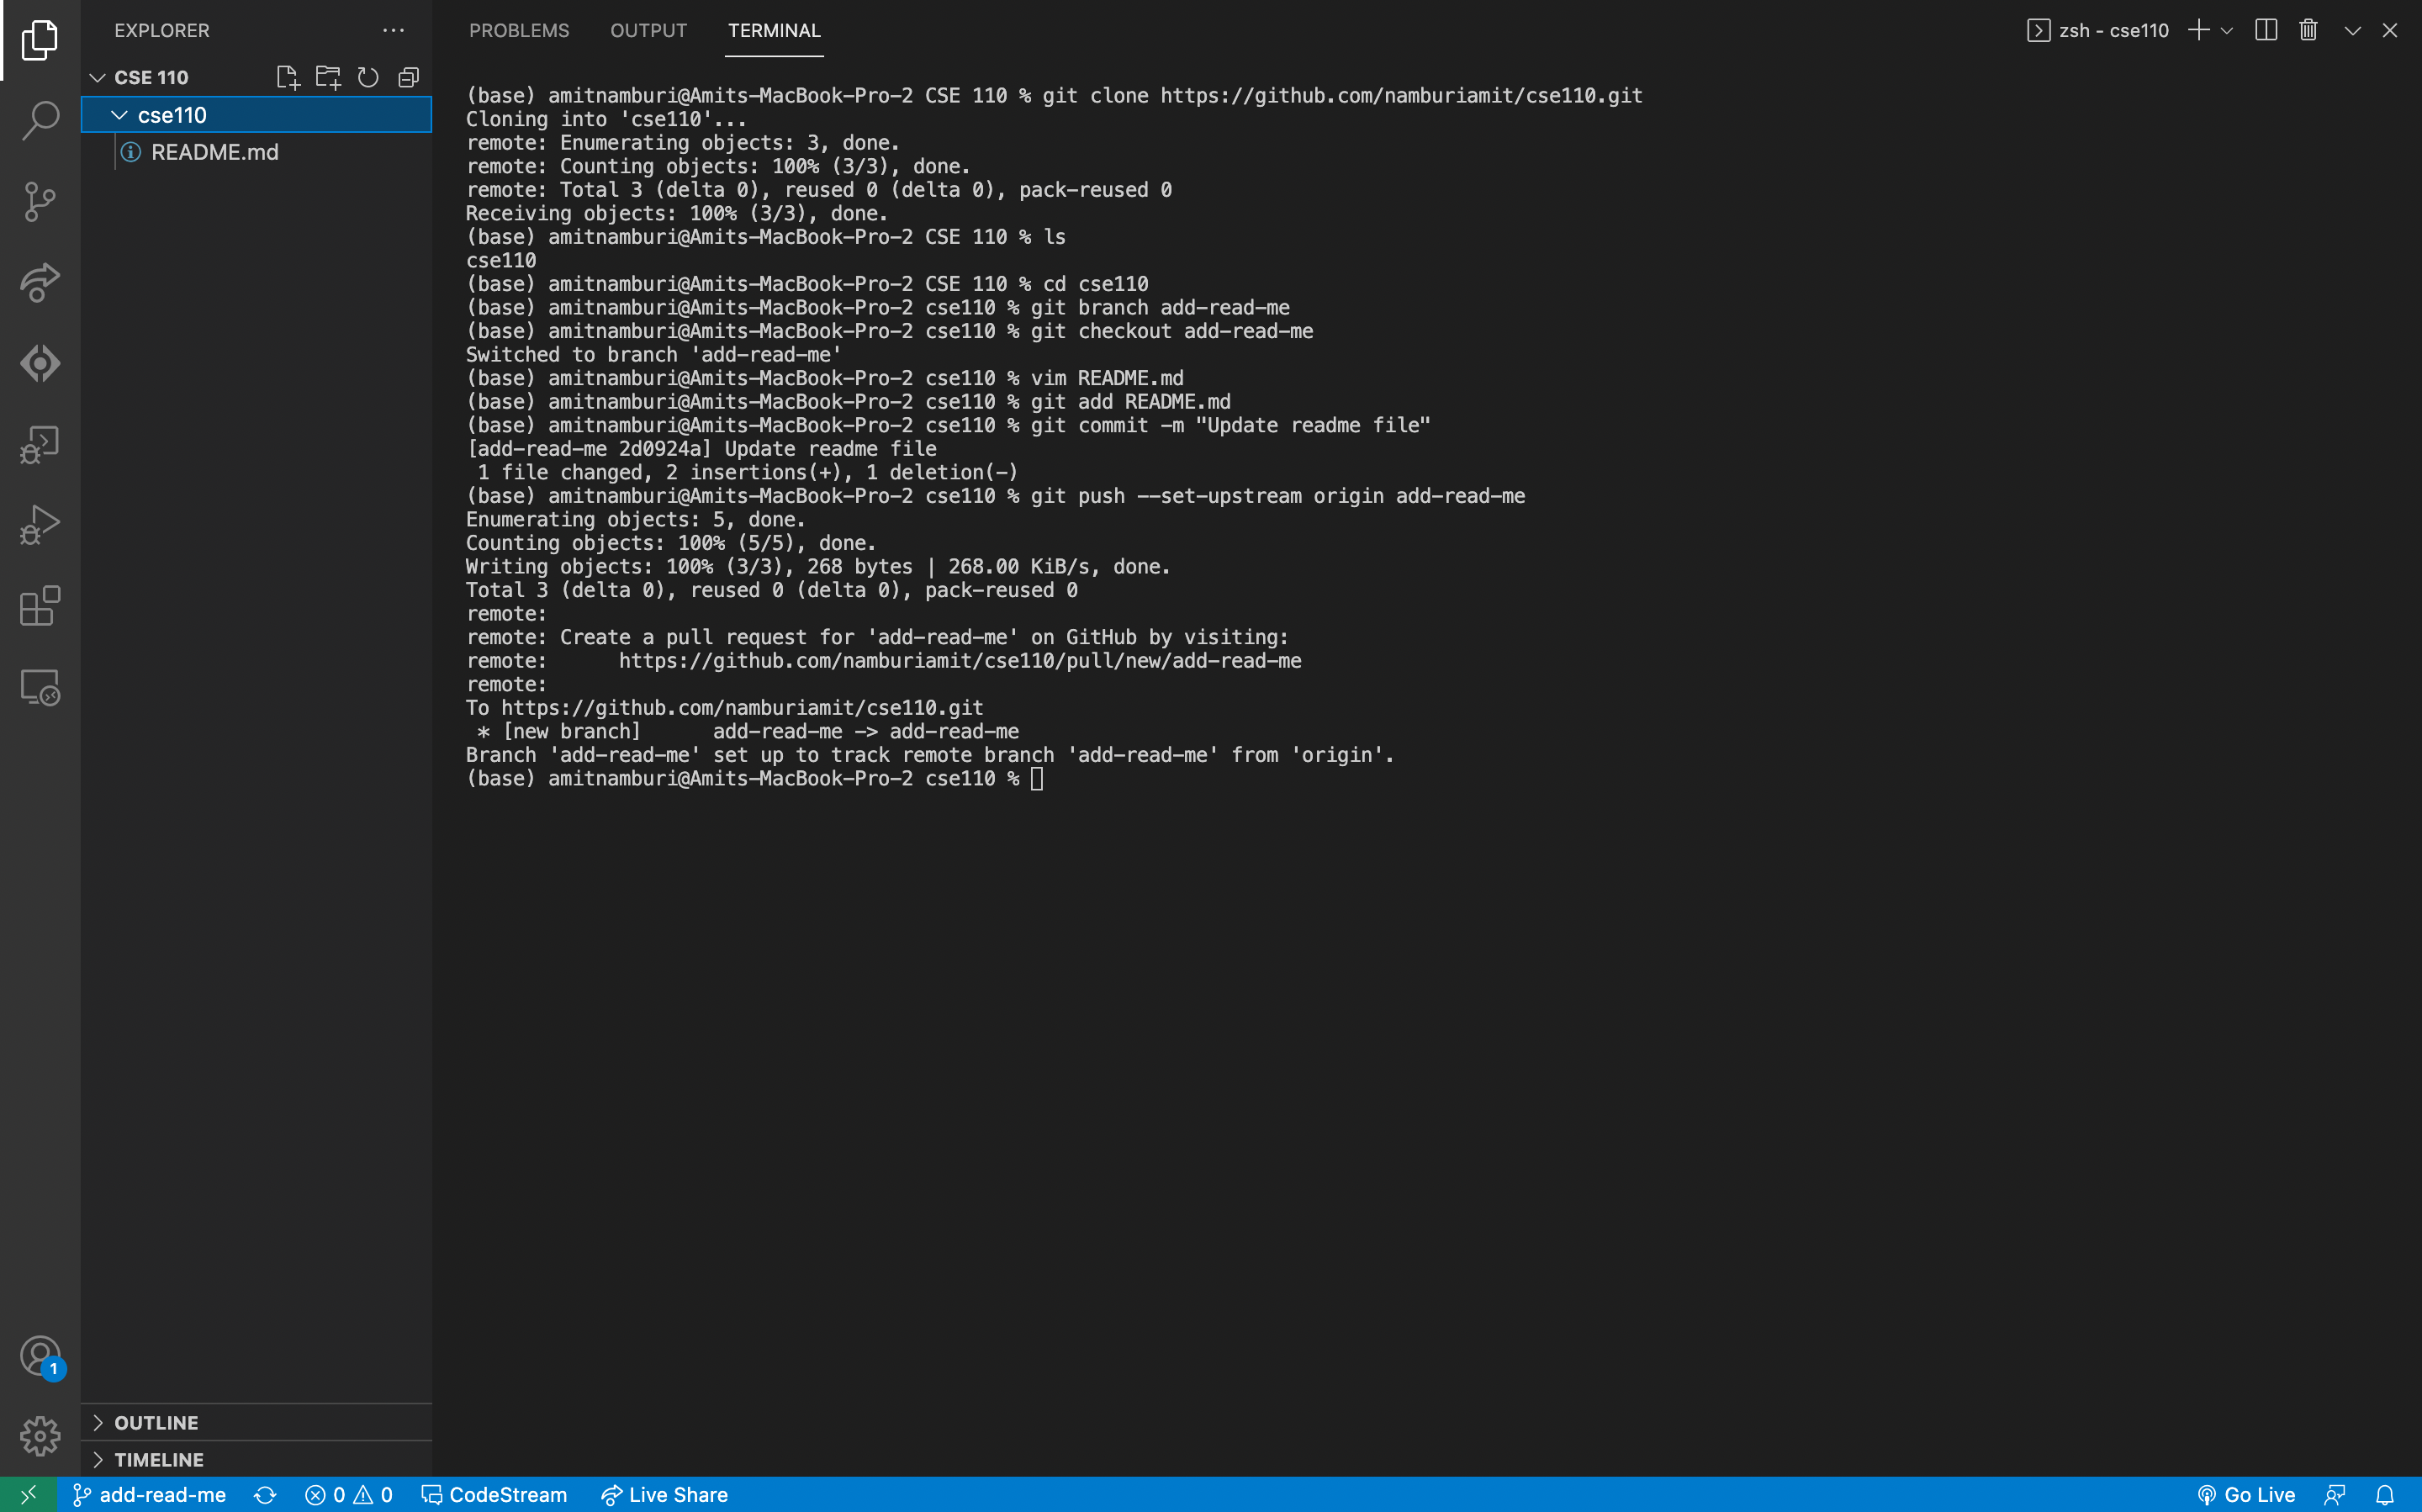 EXPLORER
CSE 110
cse110
README.md
PROBLEMS OUTPUT TERMINAL
zsh - cse110
(base) amitnamburi@Amits-MacBook-Pro-2 CSE 110 % git clone https://github.com/namburiamit/cse110.git
Cloning into 'cse110'...
remote: Enumerating objects: 3, done.
remote: Counting objects: 100% (3/3), done.
remote: Total 3 (delta 0), reused 0 (delta 0), pack-reused 0
Receiving objects: 100% (3/3), done.
(base) amitnamburi@Amits-MacBook-Pro-2 CSE 110 % ls
cse110
(base) amitnamburi@Amits-MacBook-Pro-2 CSE 110 % cd cse110
(base) amitnamburi@Amits-MacBook-Pro-2 cse110 % git branch add-read-me
(base) amitnamburi@Amits-MacBook-Pro-2 cse110 % git checkout add-read-me
Switched to branch 'add-read-me'
(base) amitnamburi@Amits-MacBook-Pro-2 cse110 % vim README.md
(base) amitnamburi@Amits-MacBook-Pro-2 cse110 % git add README.md
(base) amitnamburi@Amits-MacBook-Pro-2 cse110 % git commit -m "Update readme file"
[add-read-me 2d0924a] Update readme file
 1 file changed, 2 insertions(+), 1 deletion(-)
(base) amitnamburi@Amits-MacBook-Pro-2 cse110 % git push --set-upstream origin add-read-me
Enumerating objects: 5, done.
Counting objects: 100% (5/5), done.
Writing objects: 100% (3/3), 268 bytes | 268.00 KiB/s, done.
Total 3 (delta 0), reused 0 (delta 0), pack-reused 0
remote:
remote: Create a pull request for 'add-read-me' on GitHub by visiting:
remote:      https://github.com/namburiamit/cse110/pull/new/add-read-me
remote:
To https://github.com/namburiamit/cse110.git
 * [new branch]      add-read-me -> add-read-me
Branch 'add-read-me' set up to track remote branch 'add-read-me' from 'origin'.
(base) amitnamburi@Amits-MacBook-Pro-2 cse110 %
1
OUTLINE
TIMELINE
add-read-me 0 0 CodeStream Live Share Go Live